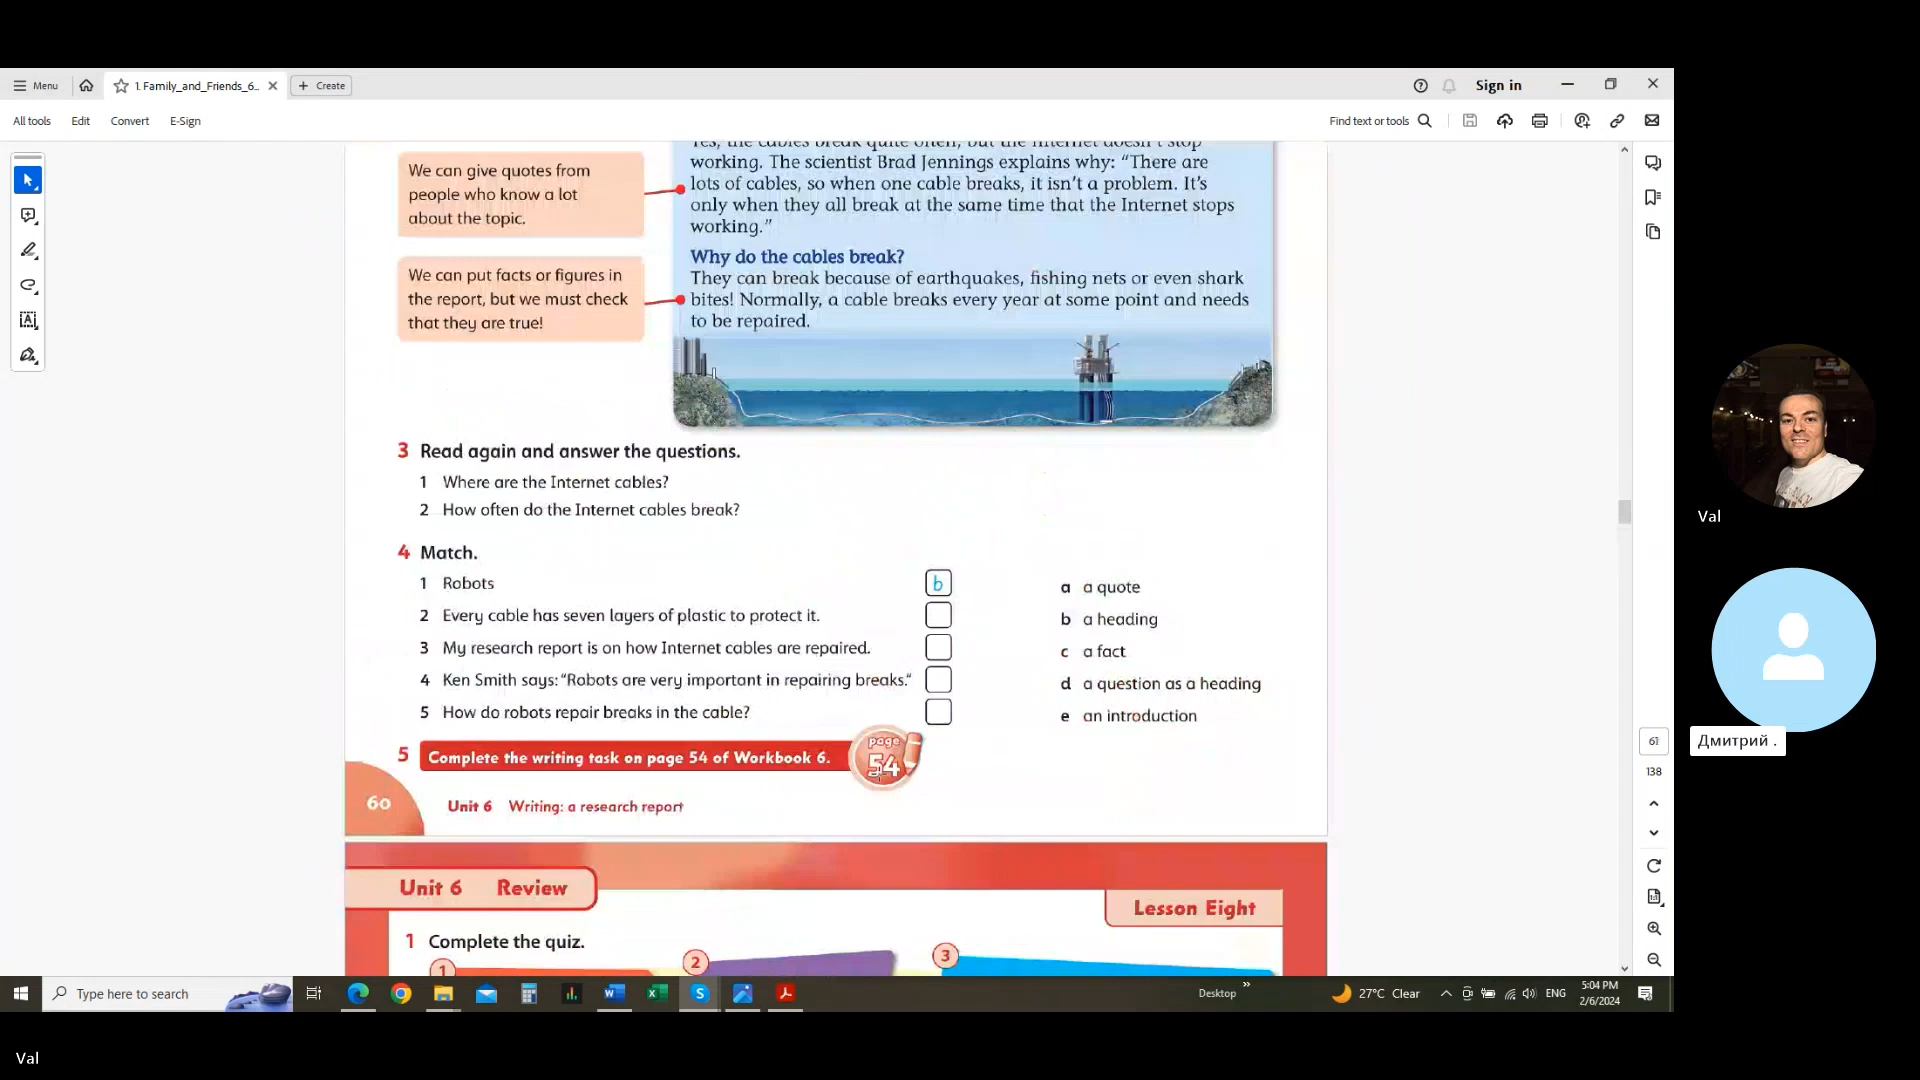 Menu
1. Family_and_Friends_6...
Create
Sign in
All tools
Edit
Convert
E-Sign
Find text or tools
We can give quotes from
people who know a lot
about the topic.
We can put facts or figures in
the report, but we must check
that they are true!
Yes, the cables break quite often, but the Internet doesn't stop
working. The scientist Brad Jennings explains why: “There are
lots of cables, so when one cable breaks, it isn't a problem. It's
only when they all break at the same time that the Internet stops
working.”
Why do the cables break?
They can break because of earthquakes, fishing nets or even shark
bites! Normally, a cable breaks every year at some point and needs
to be repaired.
3 Read again and answer the questions.
1 Where are the Internet cables?
2 How often do the Internet cables break?
4 Match.
1 Robots b
2 Every cable has seven layers of plastic to protect it.
3 My research report is on how Internet cables are repaired.
4 Ken Smith says: “Robots are very important in repairing breaks.”
5 How do robots repair breaks in the cable?
a a quote
b a heading
c a fact
d a question as a heading
e an introduction
5 Complete the writing task on page 54 of Workbook 6.
page
54
60
Unit 6 Writing: a research report
Unit 6 Review
Lesson Eight
1 Complete the quiz.
1
2
3
61
138
Val
Дмитрий .
Type here to search
Desktop
27°C Clear
ENG
5:04 PM
2/6/2024
Val